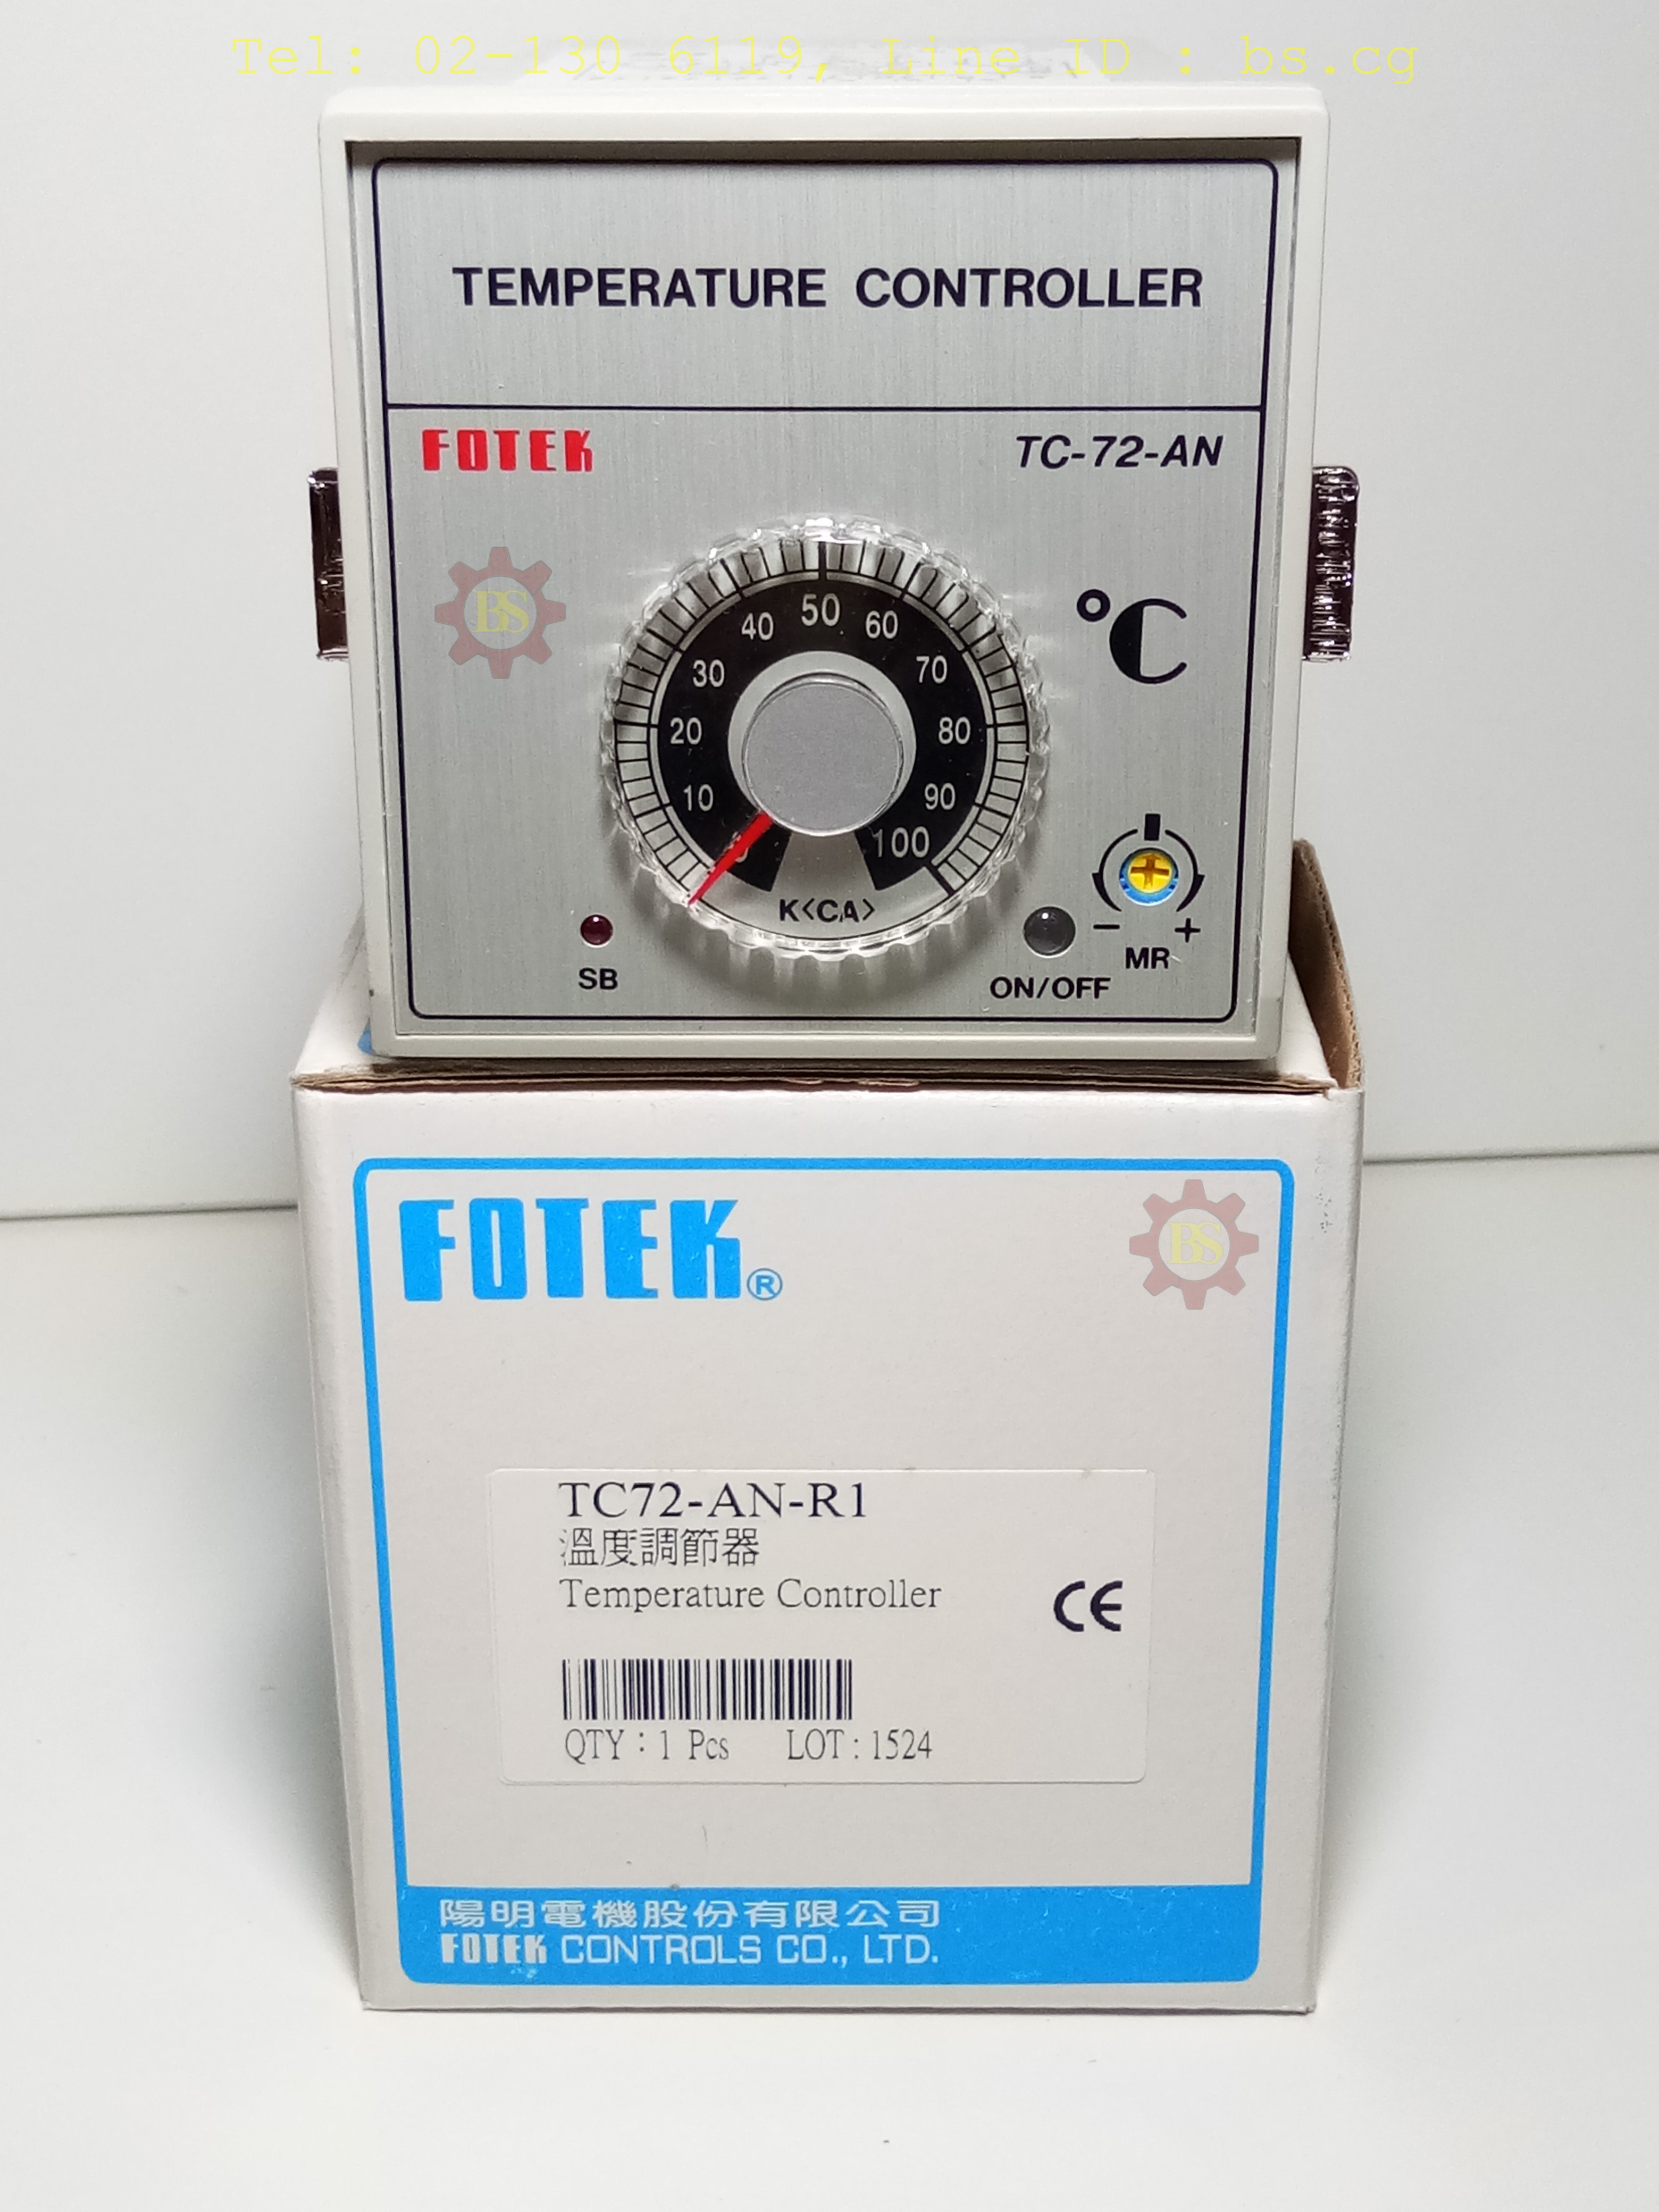 Tel: 02-130 6119, Line ID : bs.cg
TEMPERATURE CONTROLLER
FOTEK
TC-72-AN
BS
°C
0 10 20 30 40 50 60 70 80 90 100
K<CA>
SB
ON/OFF
- +
MR
FOTEK®
BS
TC72-AN-R1
溫度調節器
Temperature Controller
CE
QTY : 1 Pcs LOT : 1524
陽明電機股份有限公司
FOTEK CONTROLS CO., LTD.